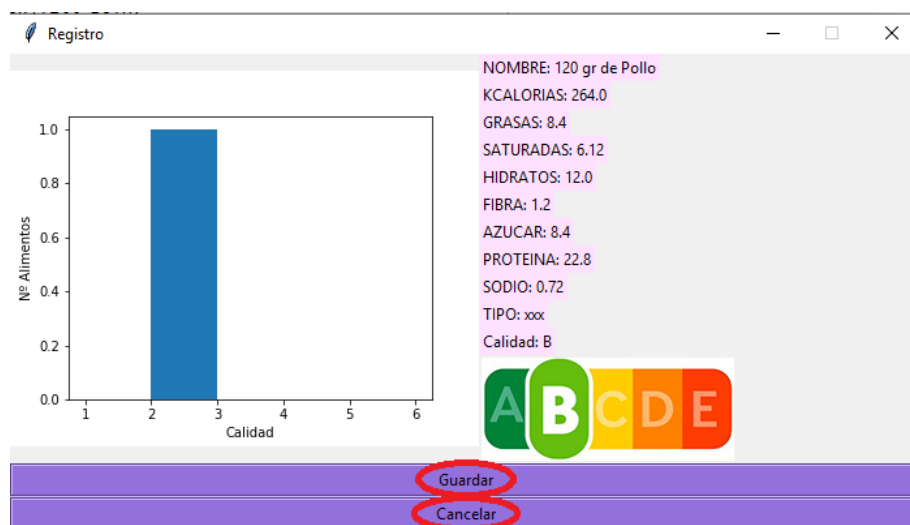 Registro
NOMBRE: 120 gr de Pollo
KCALORIAS: 264.0
GRASAS: 8.4
SATURADAS: 6.12
HIDRATOS: 12.0
FIBRA: 1.2
AZUCAR: 8.4
PROTEINA: 22.8
SODIO: 0.72
TIPO: xxx
Calidad: B
1.0
0.8
0.6
0.4
0.2
0.0
Nº Alimentos
1 2 3 4 5 6
Calidad
A B C D E
Guardar
Cancelar